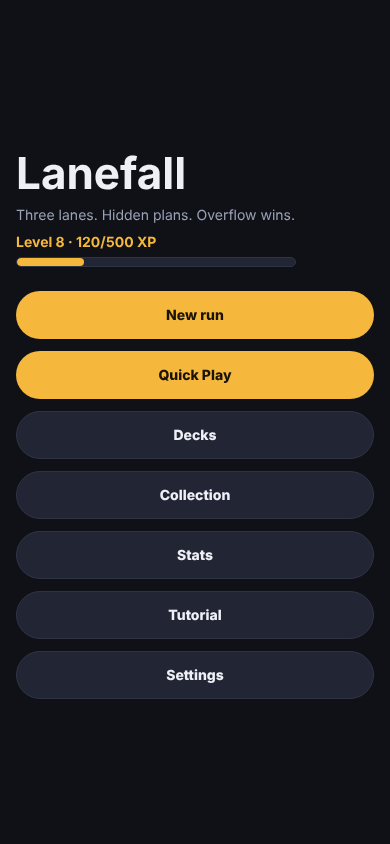 Lanefall
Three lanes. Hidden plans. Overflow wins.
Level 8 · 120/500 XP
New run
Quick Play
Decks
Collection
Stats
Tutorial
Settings